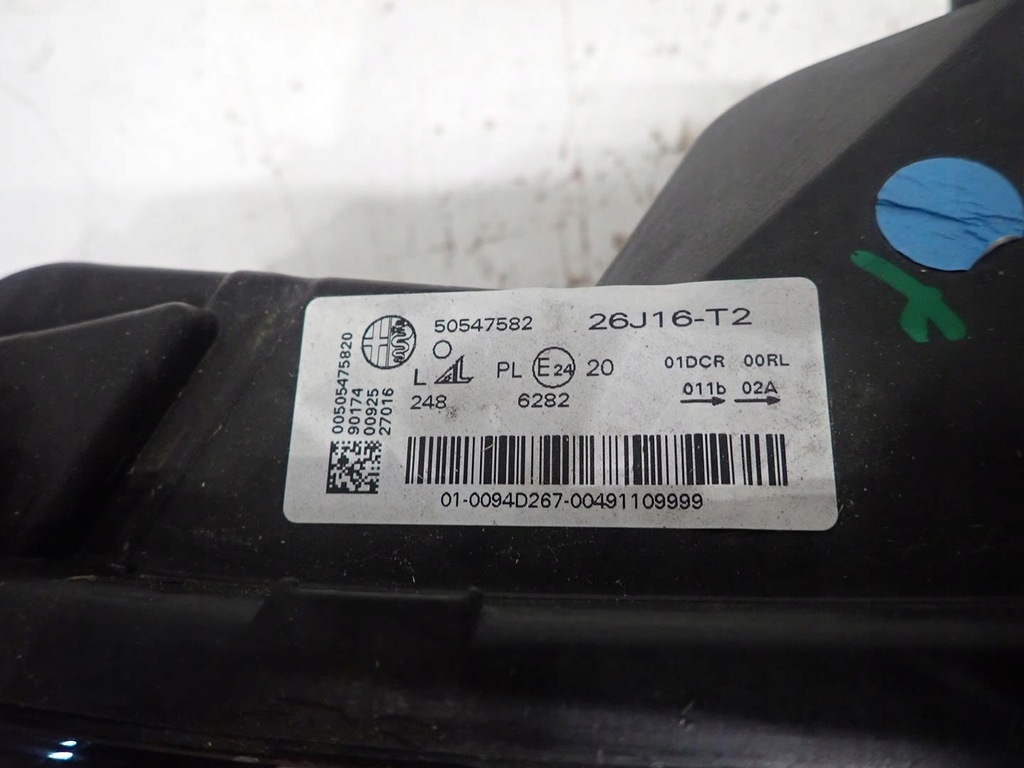 50547582 26J16-T2
L AL PL E24 20 01DCR 00RL
248 6282 011b 02A
00505475820
90174
00925
27016
01-0094D267-00491109999